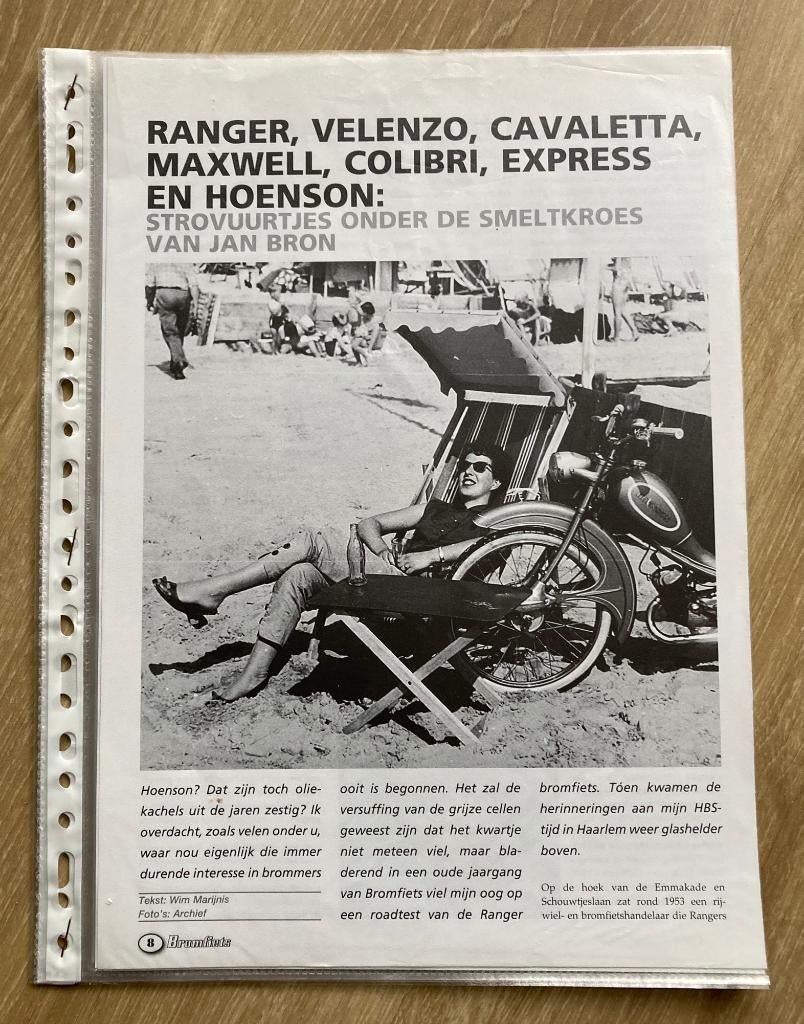 RANGER, VELENZO, CAVALETTA,
MAXWELL, COLIBRI, EXPRESS
EN HOENSON:
STROVUURTJES ONDER DE SMELTKROES
VAN JAN BRON
Hoenson? Dat zijn toch olie-
kachels uit de jaren zestig? Ik
overdacht, zoals velen onder u,
waar nou eigenlijk die immer
durende interesse in brommers
ooit is begonnen. Het zal de
versuffing van de grijze cellen
geweest zijn dat het kwartje
niet meteen viel, maar bla-
derend in een oude jaargang
van Bromfiets viel mijn oog op
een roadtest van de Ranger
bromfiets. Tóen kwamen de
herinneringen aan mijn HBS-
tijd in Haarlem weer glashelder
boven.
Op de hoek van de Emmakade en
Schouwtjeslaan zat rond 1953 een rij-
wiel- en bromfietshandelaar die Rangers
Tekst: Wim Marijnis
Foto's: Archief
8 Bromfiets